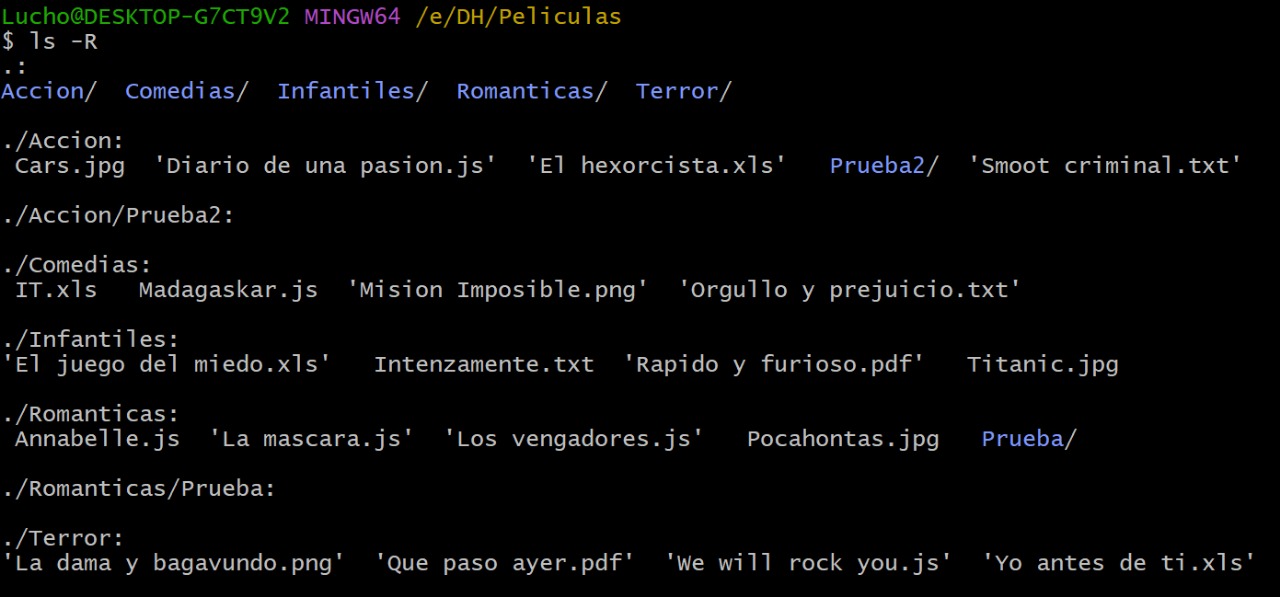 Lucho@DESKTOP-G7CT9V2 MINGW64 /e/DH/Peliculas
$ ls -R
.:
Accion/  Comedias/  Infantiles/  Romanticas/  Terror/

./Accion:
 Cars.jpg  'Diario de una pasion.js'  'El hexorcista.xls'   Prueba2/  'Smoot criminal.txt'

./Accion/Prueba2:

./Comedias:
 IT.xls   Madagaskar.js  'Mision Imposible.png'  'Orgullo y prejuicio.txt'

./Infantiles:
'El juego del miedo.xls'   Intenzamente.txt  'Rapido y furioso.pdf'   Titanic.jpg

./Romanticas:
 Annabelle.js  'La mascara.js'  'Los vengadores.js'   Pocahontas.jpg   Prueba/

./Romanticas/Prueba:

./Terror:
'La dama y bagavundo.png'  'Que paso ayer.pdf'  'We will rock you.js'  'Yo antes de ti.xls'